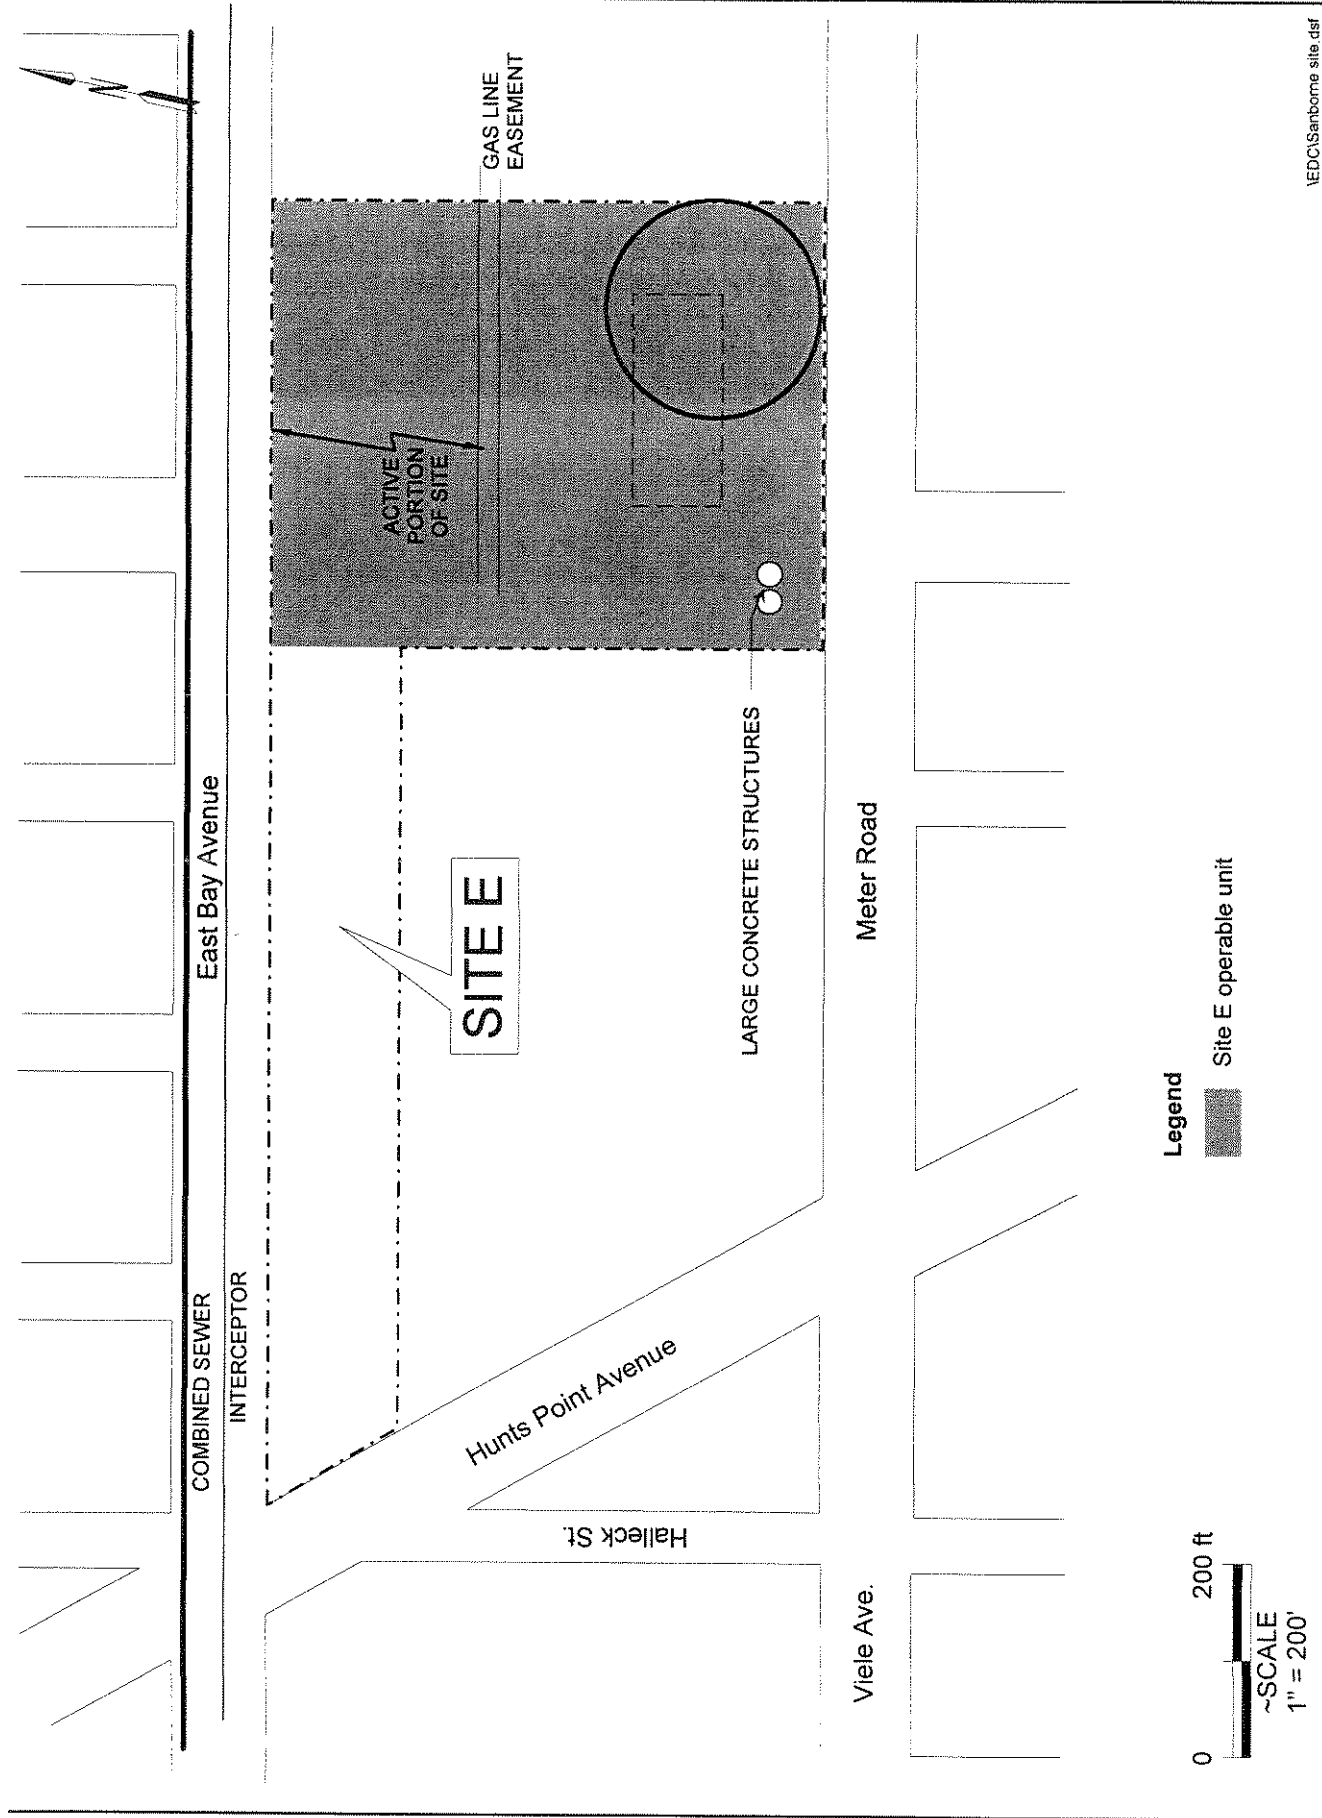 N
COMBINED SEWER
East Bay Avenue
INTERCEPTOR
GAS LINE
EASEMENT
ACTIVE
PORTION
OF SITE
SITE E
Hunts Point Avenue
Halleck St.
LARGE CONCRETE STRUCTURES
Viele Ave.
Meter Road
Legend
Site E operable unit
0 200 ft
~SCALE
1" = 200'
\EDC\Sanborne site.dsf